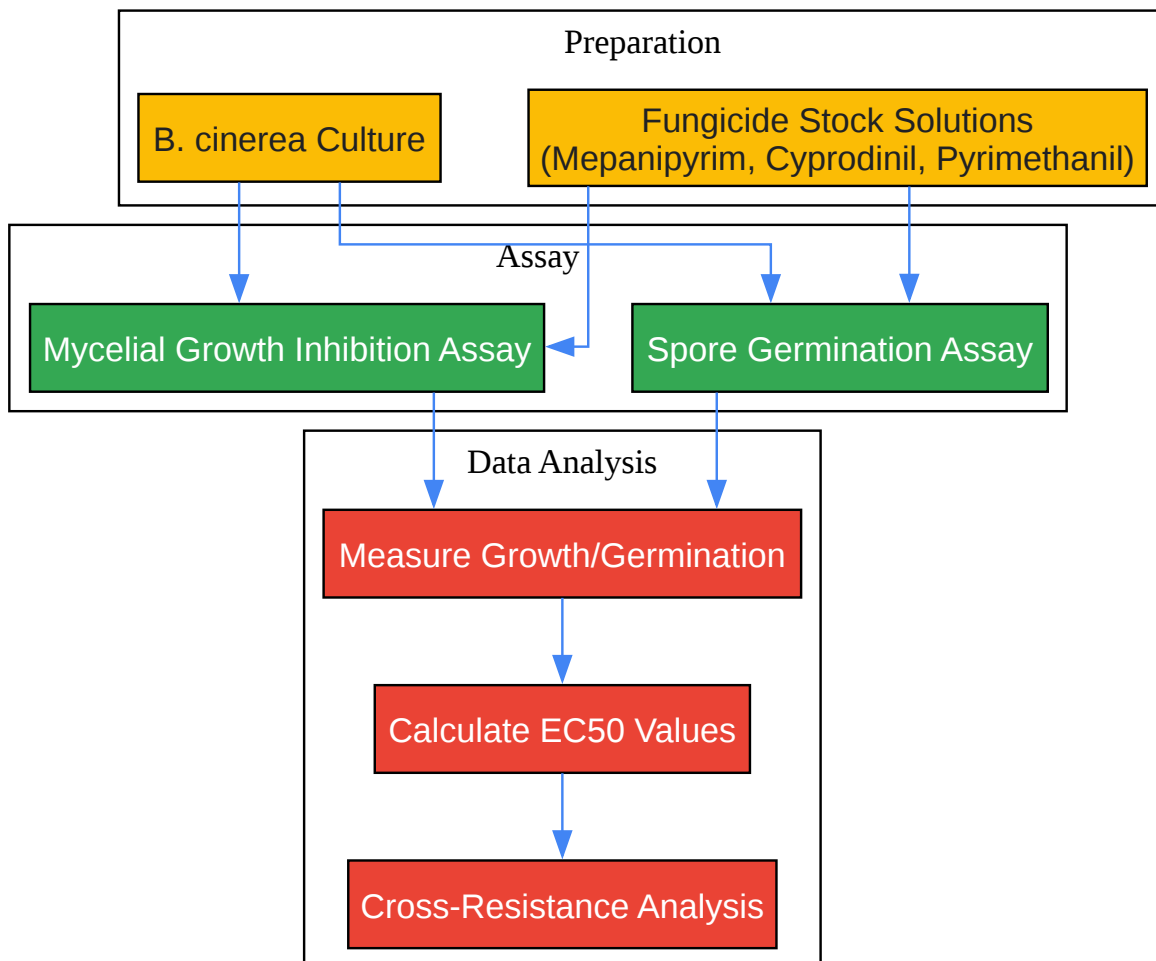 Preparation
B. cinerea Culture
Fungicide Stock Solutions
(Mepanipyrim, Cyprodinil, Pyrimethanil)
Assay
Mycelial Growth Inhibition Assay
Spore Germination Assay
Data Analysis
Measure Growth/Germination
Calculate EC50 Values
Cross-Resistance Analysis